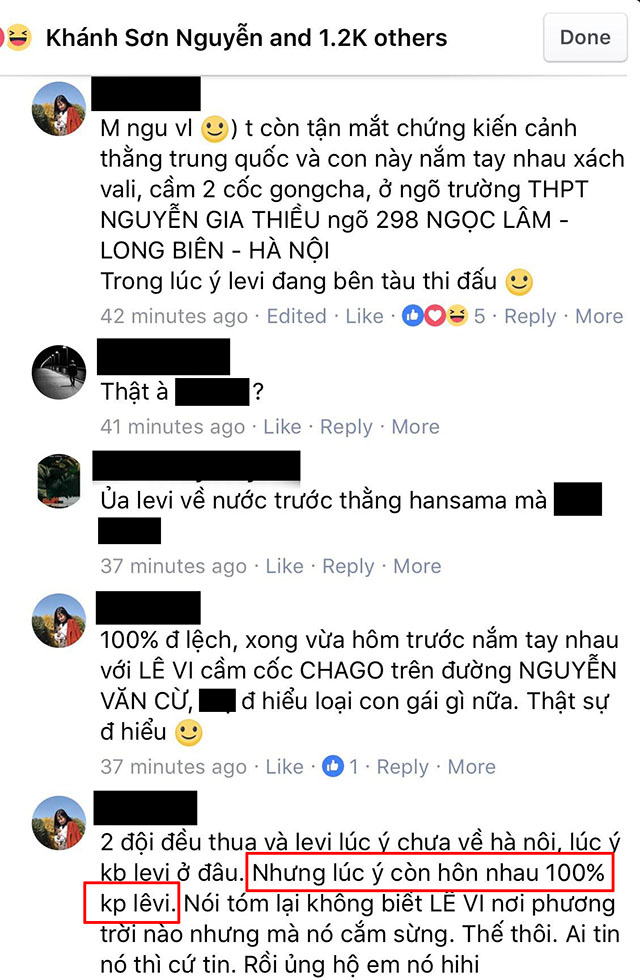 Khánh Sơn Nguyễn and 1.2K others
Done
M ngu vl 🙂) t còn tận mắt chứng kiến cảnh
thằng trung quốc và con này nắm tay nhau xách
vali, cầm 2 cốc gongcha, ở ngõ trường THPT
NGUYỄN GIA THIỀU ngõ 298 NGỌC LÂM -
LONG BIÊN - HÀ NỘI
Trong lúc ý levi đang bên tàu thi đấu 🙂
42 minutes ago · Edited · Like · 5 · Reply · More
Thật à ?
41 minutes ago · Like · Reply · More
Ủa levi về nước trước thằng hansama mà
37 minutes ago · Like · Reply · More
100% đ lệch, xong vừa hôm trước nắm tay nhau
với LÊ VI cầm cốc CHAGO trên đường NGUYỄN
VĂN CỪ, đ hiểu loại con gái gì nữa. Thật sự
đ hiểu 🙂
37 minutes ago · Like · 1 · Reply · More
2 đội đều thua và levi lúc ý chưa về hà nôi, lúc ý
kb levi ở đâu. Nhưng lúc ý còn hôn nhau 100%
kp lêvi. Nói tóm lại không biết LÊ VI nơi phương
trời nào nhưng mà nó cắm sừng. Thế thôi. Ai tin
nó thì cứ tin. Rồi ủng hộ em nó hihi